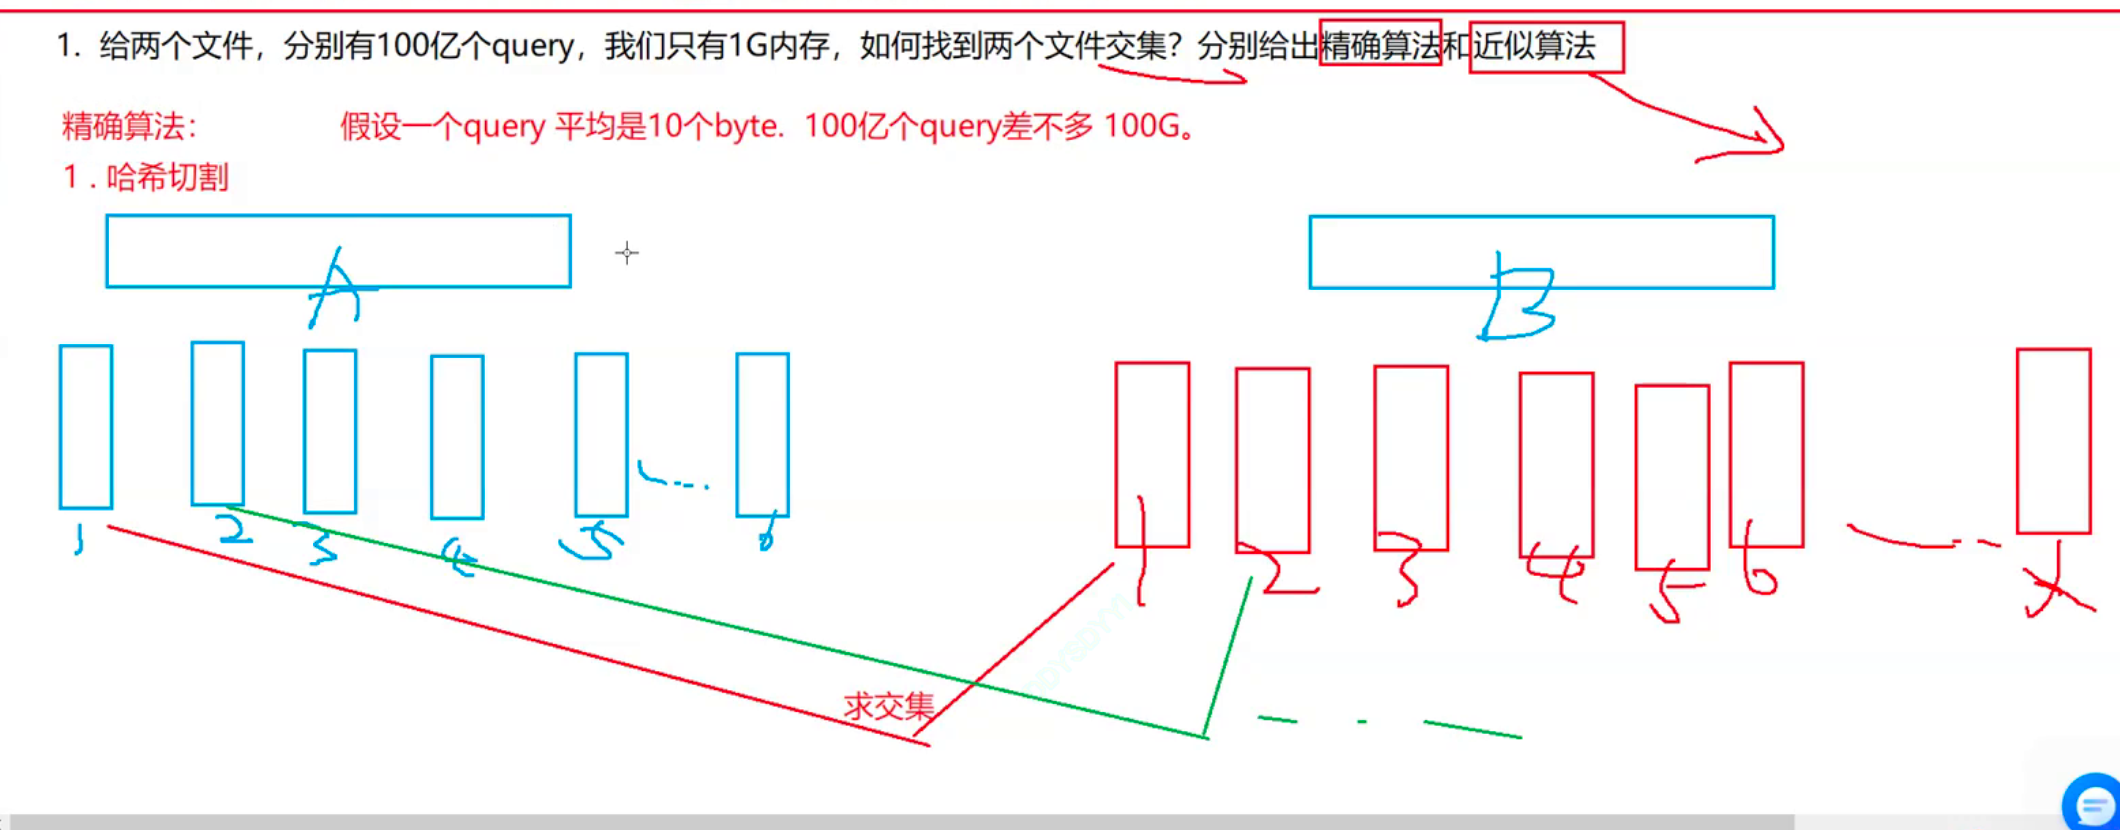 1. 给两个文件，分别有100亿个query，我们只有1G内存，如何找到两个文件交集？分别给出精确算法和近似算法
精确算法： 假设一个query 平均是10个byte. 100亿个query差不多 100G。
1 . 哈希切割
A B
1 2 3 4 5 6 1 2 3 4 5 6
求交集